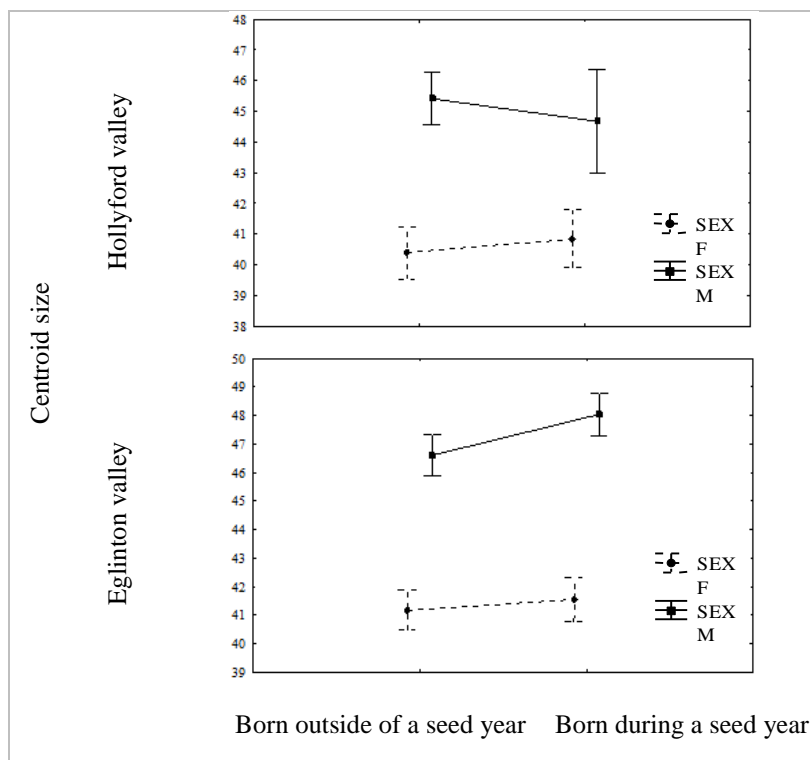 Centroid size
Hollyford valley
48
47
46
45
44
43
42
41
40
39
38
SEX
F
SEX
M
Eglinton valley
50
49
48
47
46
45
44
43
42
41
40
39
SEX
F
SEX
M
Born outside of a seed year Born during a seed year